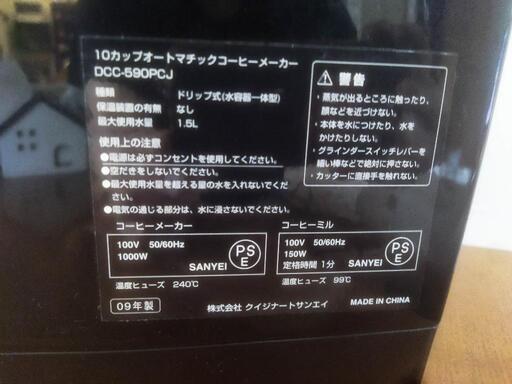 10カップオートマチックコーヒーメーカー
DCC-590PCJ
種類 ドリップ式(水容器一体型)
保温装置の有無 なし
最大使用水量 1.5L
使用上の注意
●電源は必ずコンセントを使用してください。
●空だきをしないでください。
●最大使用水量を超える量の水を入れないでください。
●電気の通じる部分は、水に浸さないでください。
警告
・蒸気が出るところに触ったり、
顔などを近づけない。
・本体を水につけたり、水を
かけたりしない。
・グラインダースイッチレバーを
細い棒などで絶対に押さない。
・カッターに直接手を触れない。
コーヒーメーカー
100V 50/60Hz
1000W
SANYEI
PS
E
温度ヒューズ 240℃
コーヒーミル
100V 50/60Hz
150W
定格時間 1分 SANYEI
PS
E
温度ヒューズ 99℃
09年製
株式会社 クイジナートサンエイ
MADE IN CHINA